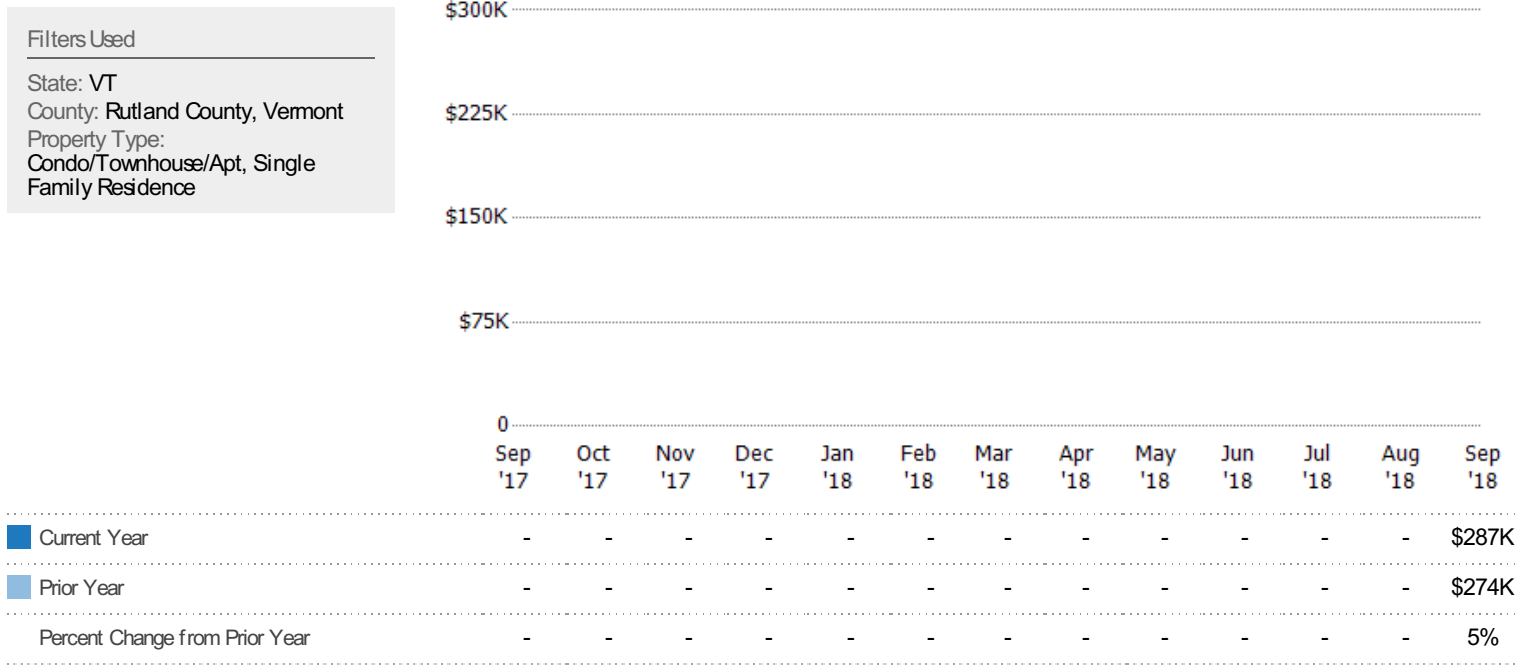 Filters Used
State: VT
County: Rutland County, Vermont
Property Type:
Condo/Townhouse/Apt, Single
Family Residence
$300K
$225K
$150K
$75K
0
Sep Oct Nov Dec Jan Feb Mar Apr May Jun Jul Aug Sep
'17 '17 '17 '17 '18 '18 '18 '18 '18 '18 '18 '18 '18
Current Year - - - - - - - - - - - - $287K
Prior Year - - - - - - - - - - - - $274K
Percent Change from Prior Year - - - - - - - - - - - - 5%